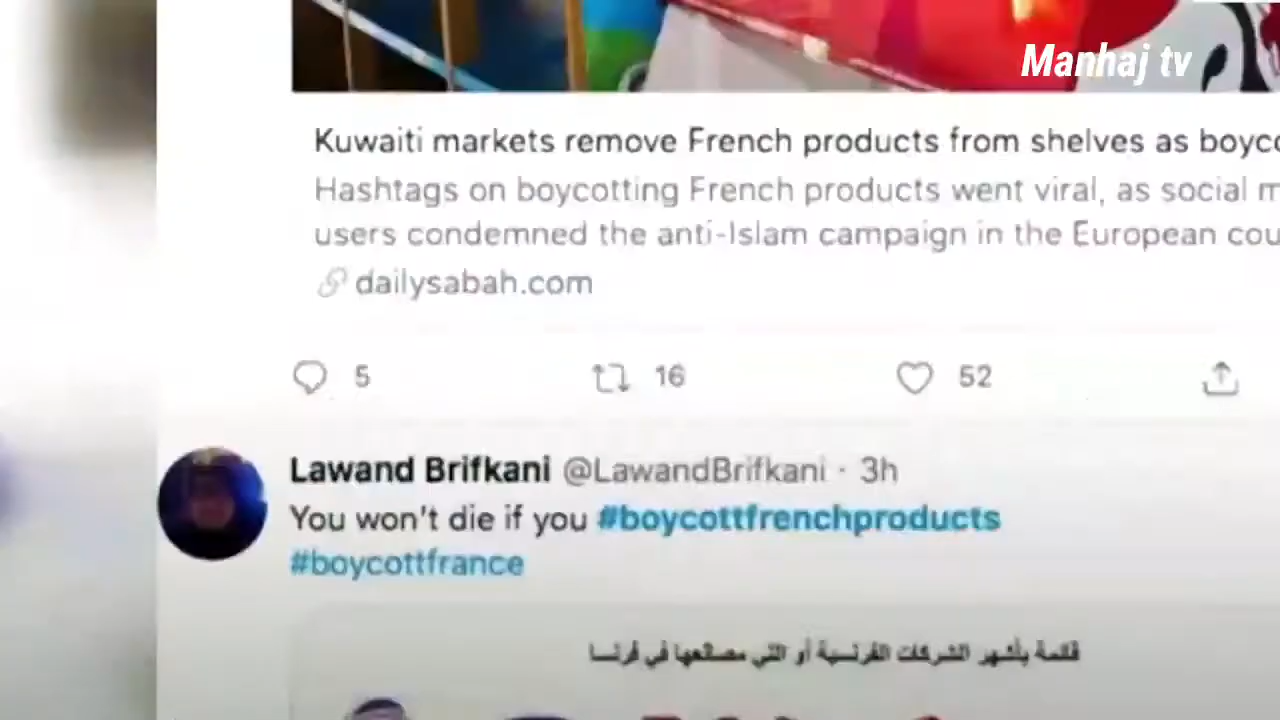 Manhaj tv
Kuwaiti markets remove French products from shelves as
Hashtags on boycotting French products went viral, as social
users condemned the anti-Islam campaign in the European
dailysabah.com
5 16 52
Lawand Brifkani @LawandBrifkani · 3h
You won't die if you #boycottfrenchproducts
#boycottfrance
قائمة بأشهر الشركات الفرنسية أو التي مصالحها في فرنسا